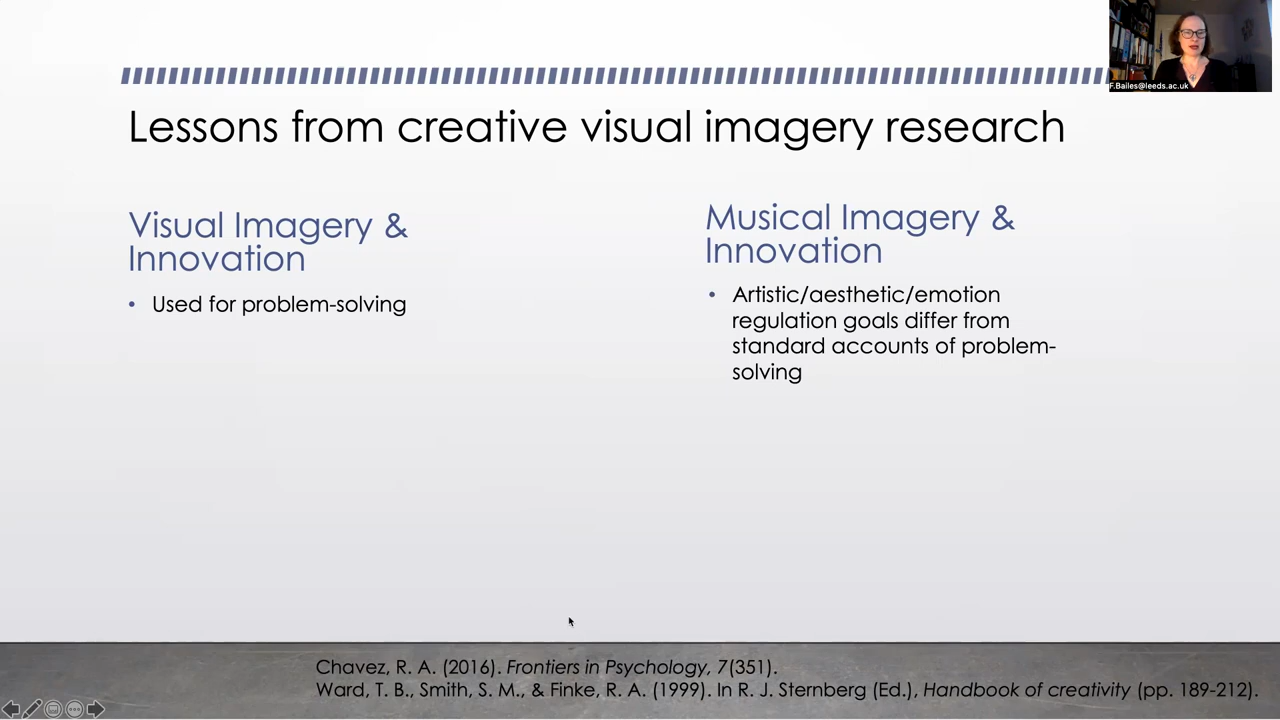 F.Bailes@leeds.ac.uk
Lessons from creative visual imagery research
Visual Imagery &
Innovation
• Used for problem-solving
Musical Imagery &
Innovation
• Artistic/aesthetic/emotion
regulation goals differ from
standard accounts of problem-
solving
Chavez, R. A. (2016). Frontiers in Psychology, 7(351).
Ward, T. B., Smith, S. M., & Finke, R. A. (1999). In R. J. Sternberg (Ed.), Handbook of creativity (pp. 189-212).